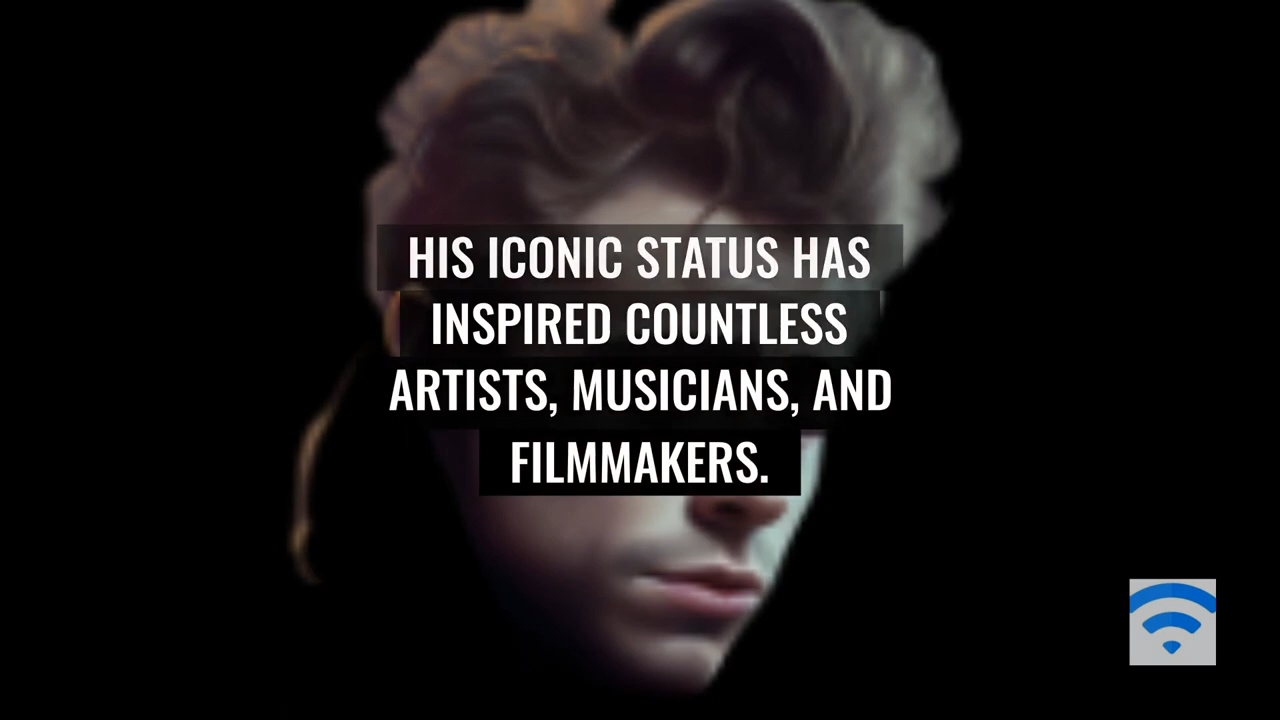 HIS ICONIC STATUS HAS
INSPIRED COUNTLESS
ARTISTS, MUSICIANS, AND
FILMMAKERS.